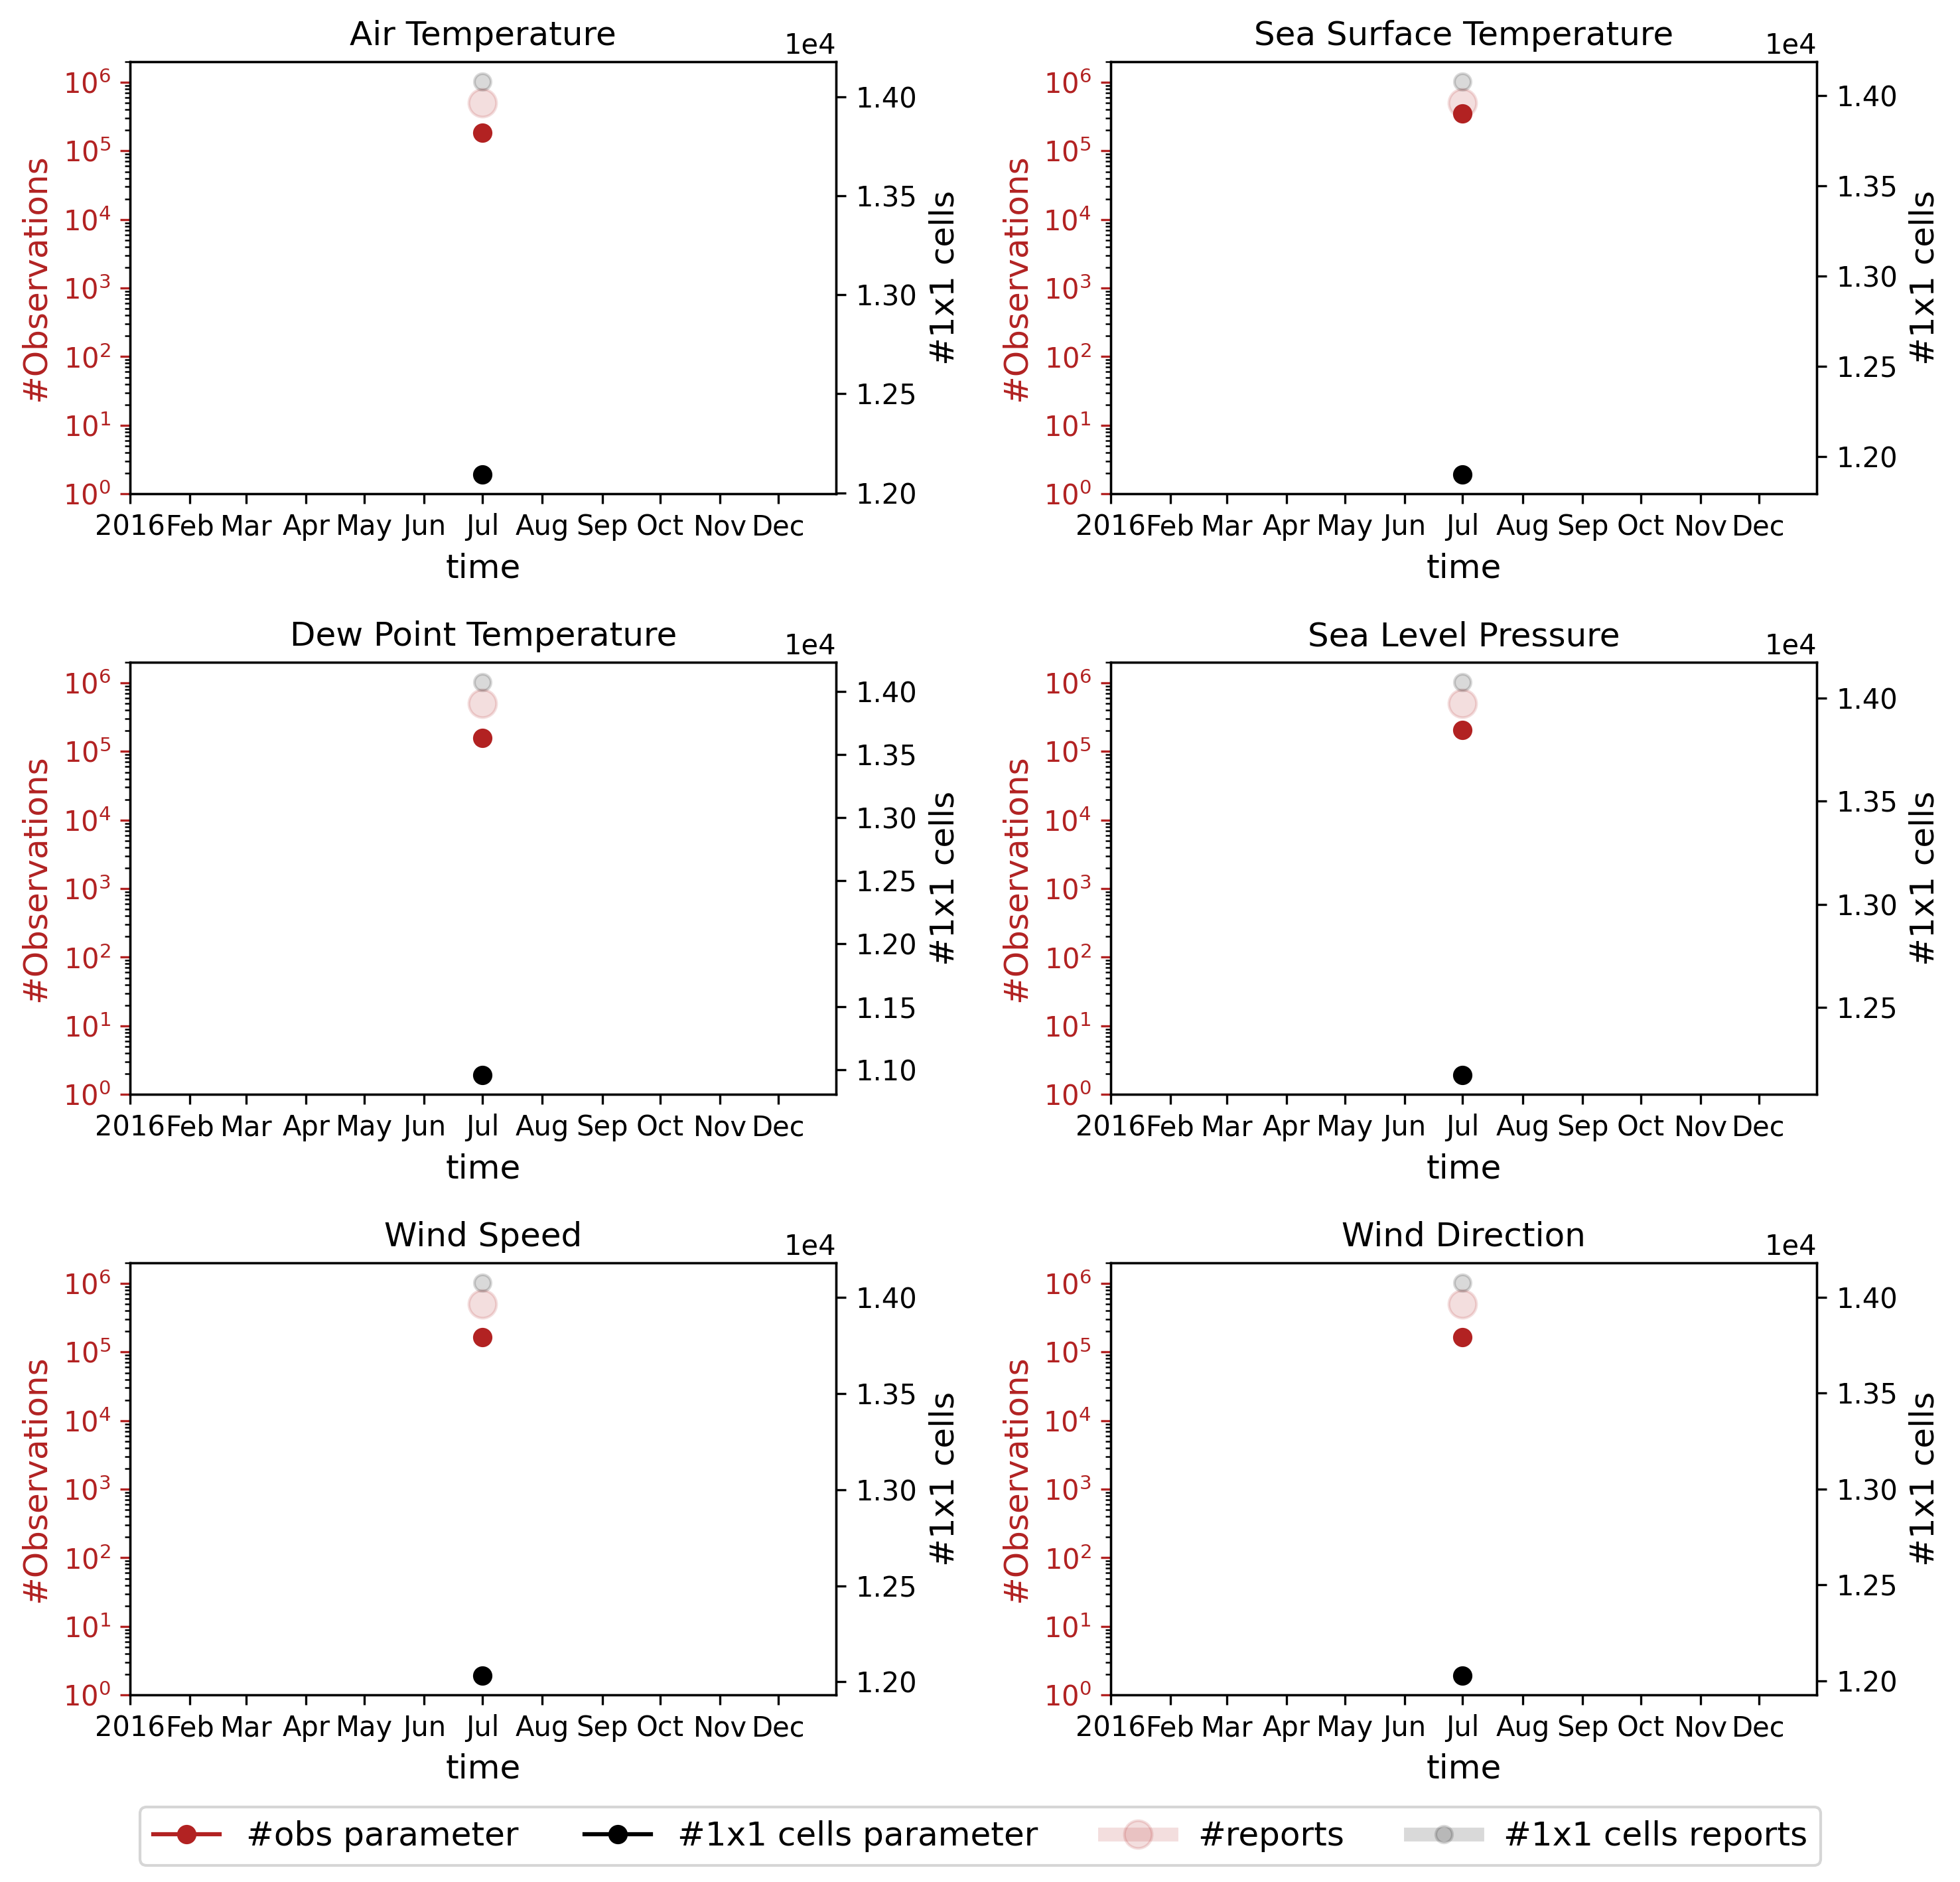 Air Temperature
1e4
#Observations
10^6
10^5
10^4
10^3
10^2
10^1
10^0
1.40
1.35
1.30
1.25
1.20
#1x1 cells
2016 Feb Mar Apr May Jun Jul Aug Sep Oct Nov Dec
time
Sea Surface Temperature
1e4
#Observations
10^6
10^5
10^4
10^3
10^2
10^1
10^0
1.40
1.35
1.30
1.25
1.20
#1x1 cells
2016 Feb Mar Apr May Jun Jul Aug Sep Oct Nov Dec
time
Dew Point Temperature
1e4
#Observations
10^6
10^5
10^4
10^3
10^2
10^1
10^0
1.40
1.35
1.30
1.25
1.20
1.15
1.10
#1x1 cells
2016 Feb Mar Apr May Jun Jul Aug Sep Oct Nov Dec
time
Sea Level Pressure
1e4
#Observations
10^6
10^5
10^4
10^3
10^2
10^1
10^0
1.40
1.35
1.30
1.25
#1x1 cells
2016 Feb Mar Apr May Jun Jul Aug Sep Oct Nov Dec
time
Wind Speed
1e4
#Observations
10^6
10^5
10^4
10^3
10^2
10^1
10^0
1.40
1.35
1.30
1.25
1.20
#1x1 cells
2016 Feb Mar Apr May Jun Jul Aug Sep Oct Nov Dec
time
Wind Direction
1e4
#Observations
10^6
10^5
10^4
10^3
10^2
10^1
10^0
1.40
1.35
1.30
1.25
1.20
#1x1 cells
2016 Feb Mar Apr May Jun Jul Aug Sep Oct Nov Dec
time
#obs parameter #1x1 cells parameter #reports #1x1 cells reports